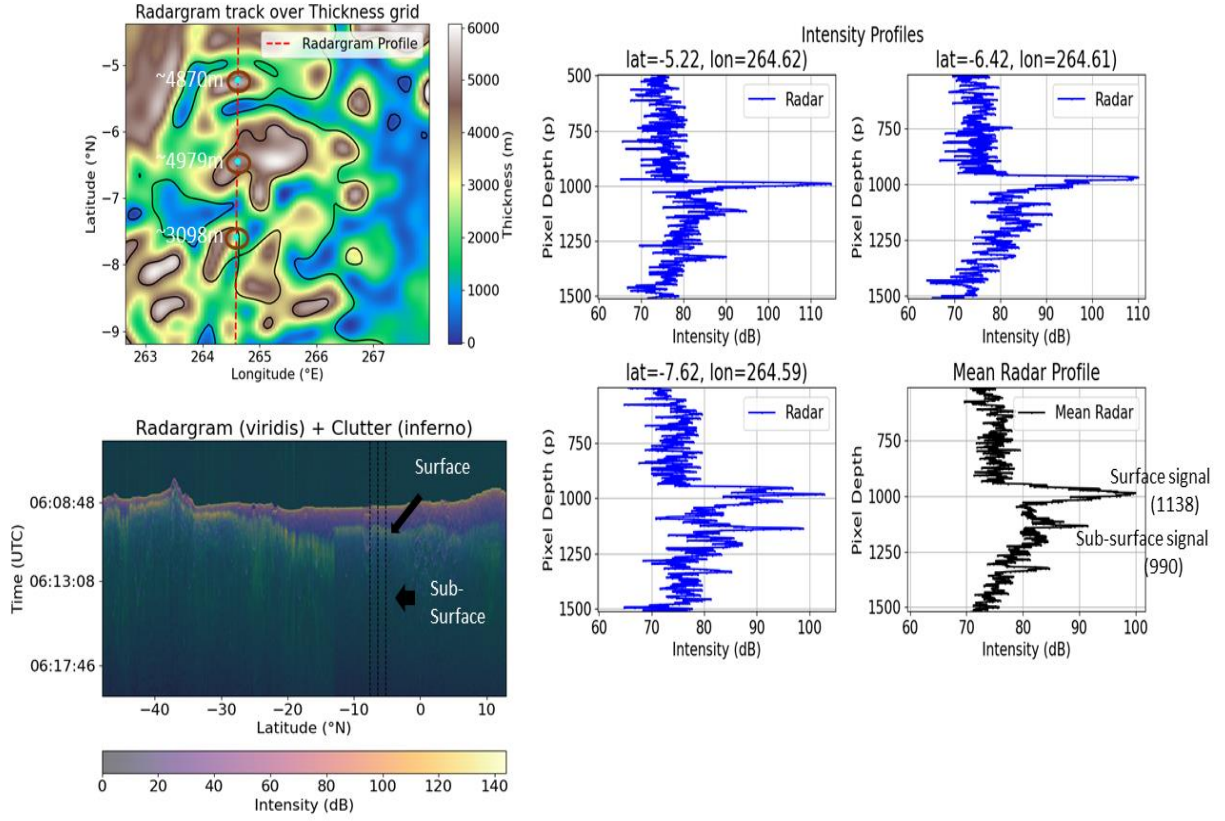 Radargram track over Thickness grid
Radargram Profile
~4870m
~4979m
~3098m
−5
−6
−7
−8
−9
Latitude (°N)
263
264
265
266
267
Longitude (°E)
6000
5000
4000
3000
2000
1000
0
Thickness (m)
Intensity Profiles
lat=-5.22, lon=264.62)
Radar
500
750
1000
1250
1500
Pixel Depth (p)
60
70
80
90
100
110
Intensity (dB)
lat=-6.42, lon=264.61)
Radar
750
1000
1250
1500
Pixel Depth (p)
60
70
80
90
100
110
Intensity (dB)
lat=-7.62, lon=264.59)
Radar
750
1000
1250
1500
Pixel Depth (p)
60
70
80
90
100
Intensity (dB)
Mean Radar Profile
Mean Radar
750
1000
1250
1500
Pixel Depth
60
70
80
90
100
Intensity (dB)
Surface signal
(1138)
Sub-surface signal
(990)
Radargram (viridis) + Clutter (inferno)
Surface
Sub-
Surface
06:08:48
06:13:08
06:17:46
Time (UTC)
−40
−30
−20
−10
0
10
Latitude (°N)
0
20
40
60
80
100
120
140
Intensity (dB)